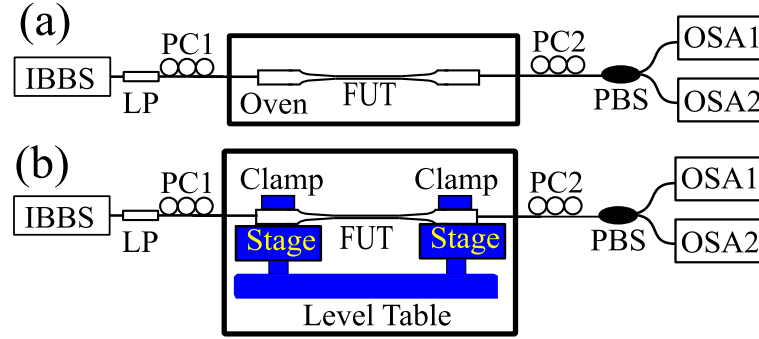 (a)
IBBS
LP
PC1
Oven
FUT
PC2
PBS
OSA1
OSA2
(b)
IBBS
LP
PC1
Clamp
Clamp
Stage
FUT
Stage
Level Table
PC2
PBS
OSA1
OSA2